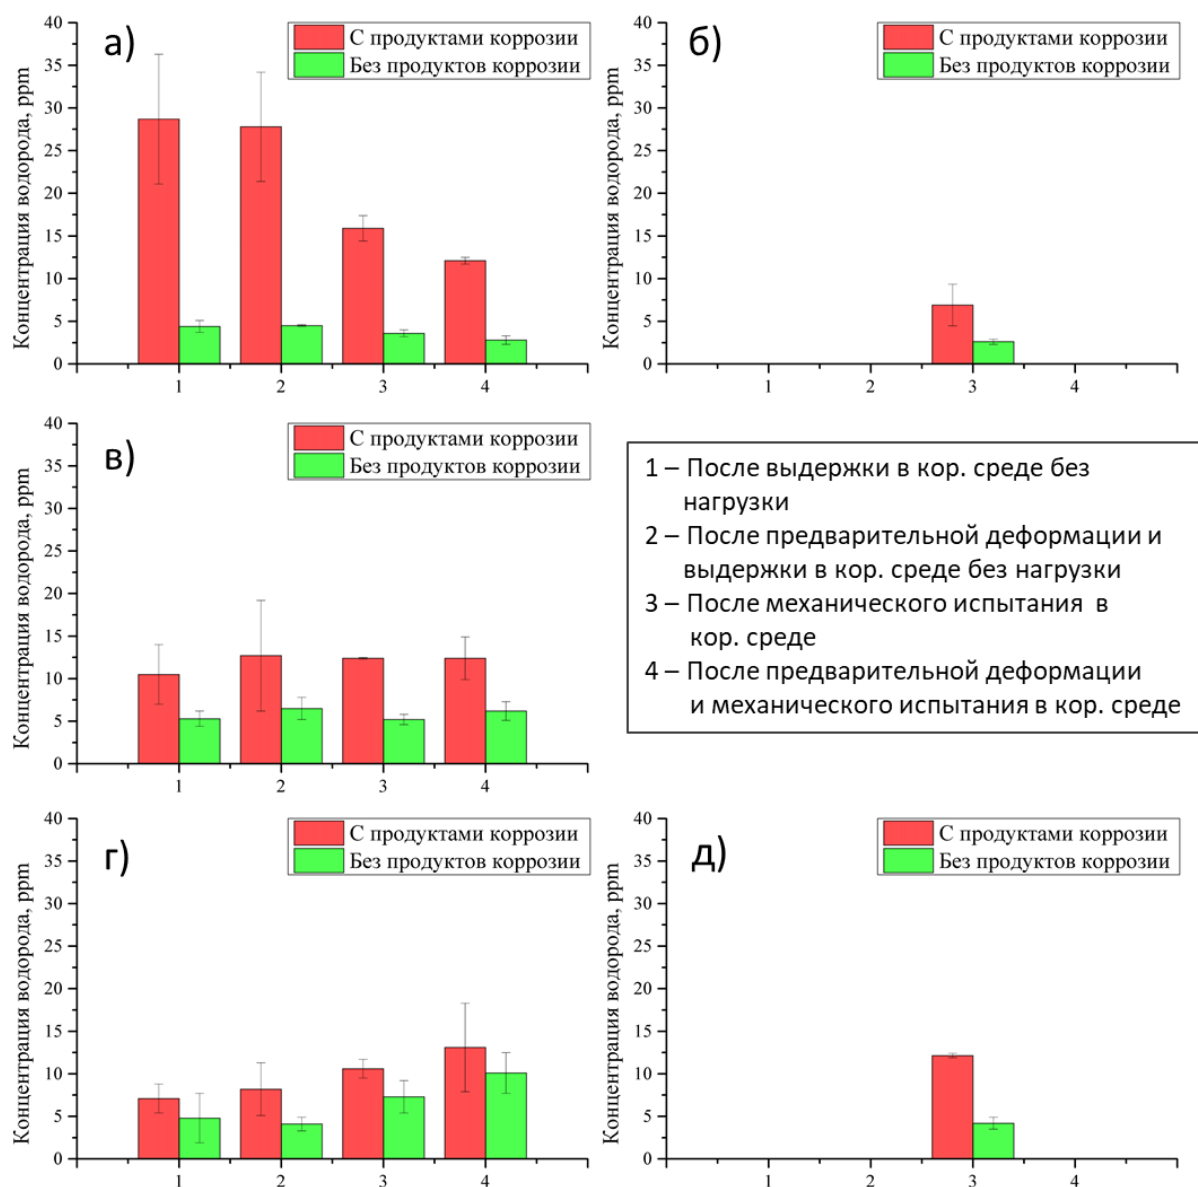 а)
С продуктами коррозии
Без продуктов коррозии
Концентрация водорода, ppm
40
35
30
25
20
15
10
5
0
1 2 3 4
б)
С продуктами коррозии
Без продуктов коррозии
Концентрация водорода, ppm
40
35
30
25
20
15
10
5
0
1 2 3 4
в)
С продуктами коррозии
Без продуктов коррозии
Концентрация водорода, ppm
40
35
30
25
20
15
10
5
0
1 2 3 4
1 – После выдержки в кор. среде без
нагрузки
2 – После предварительной деформации и
выдержки в кор. среде без нагрузки
3 – После механического испытания в
кор. среде
4 – После предварительной деформации
и механического испытания в кор. среде
г)
С продуктами коррозии
Без продуктов коррозии
Концентрация водорода, ppm
40
35
30
25
20
15
10
5
0
1 2 3 4
д)
С продуктами коррозии
Без продуктов коррозии
Концентрация водорода, ppm
40
35
30
25
20
15
10
5
0
1 2 3 4